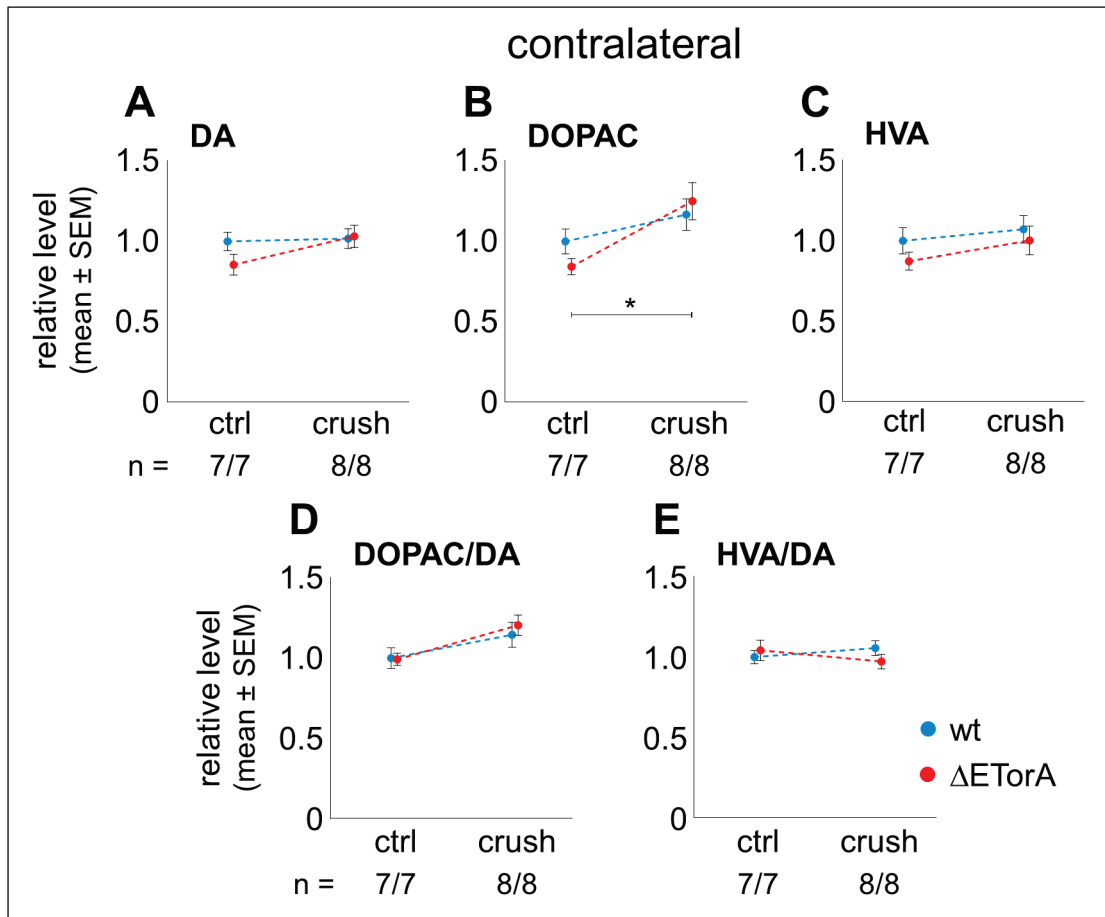 contralateral
A
DA
1.5
1.0
0.5
0
relative level
(mean ± SEM)
ctrl crush
n = 7/7 8/8
B
DOPAC
1.5
1.0
0.5
0
*
ctrl crush
7/7 8/8
C
HVA
1.5
1.0
0.5
0
ctrl crush
7/7 8/8
D
DOPAC/DA
1.5
1.0
0.5
0
relative level
(mean ± SEM)
ctrl crush
n = 7/7 8/8
E
HVA/DA
1.5
1.0
0.5
0
ctrl crush
7/7 8/8
wt
ΔETorA